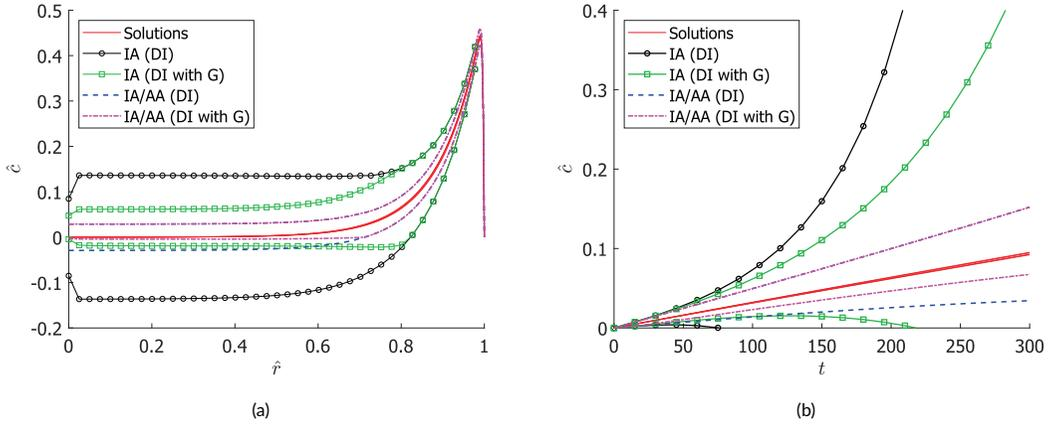 0.5
0.4
0.3
0.2
0.1
0
-0.1
-0.2
ĉ
Solutions
IA (DI)
IA (DI with G)
IA/AA (DI)
IA/AA (DI with G)
0 0.2 0.4 0.6 0.8 1
r̂
(a)
0.4
0.3
0.2
0.1
0
ĉ
Solutions
IA (DI)
IA (DI with G)
IA/AA (DI)
IA/AA (DI with G)
0 50 100 150 200 250 300
t
(b)